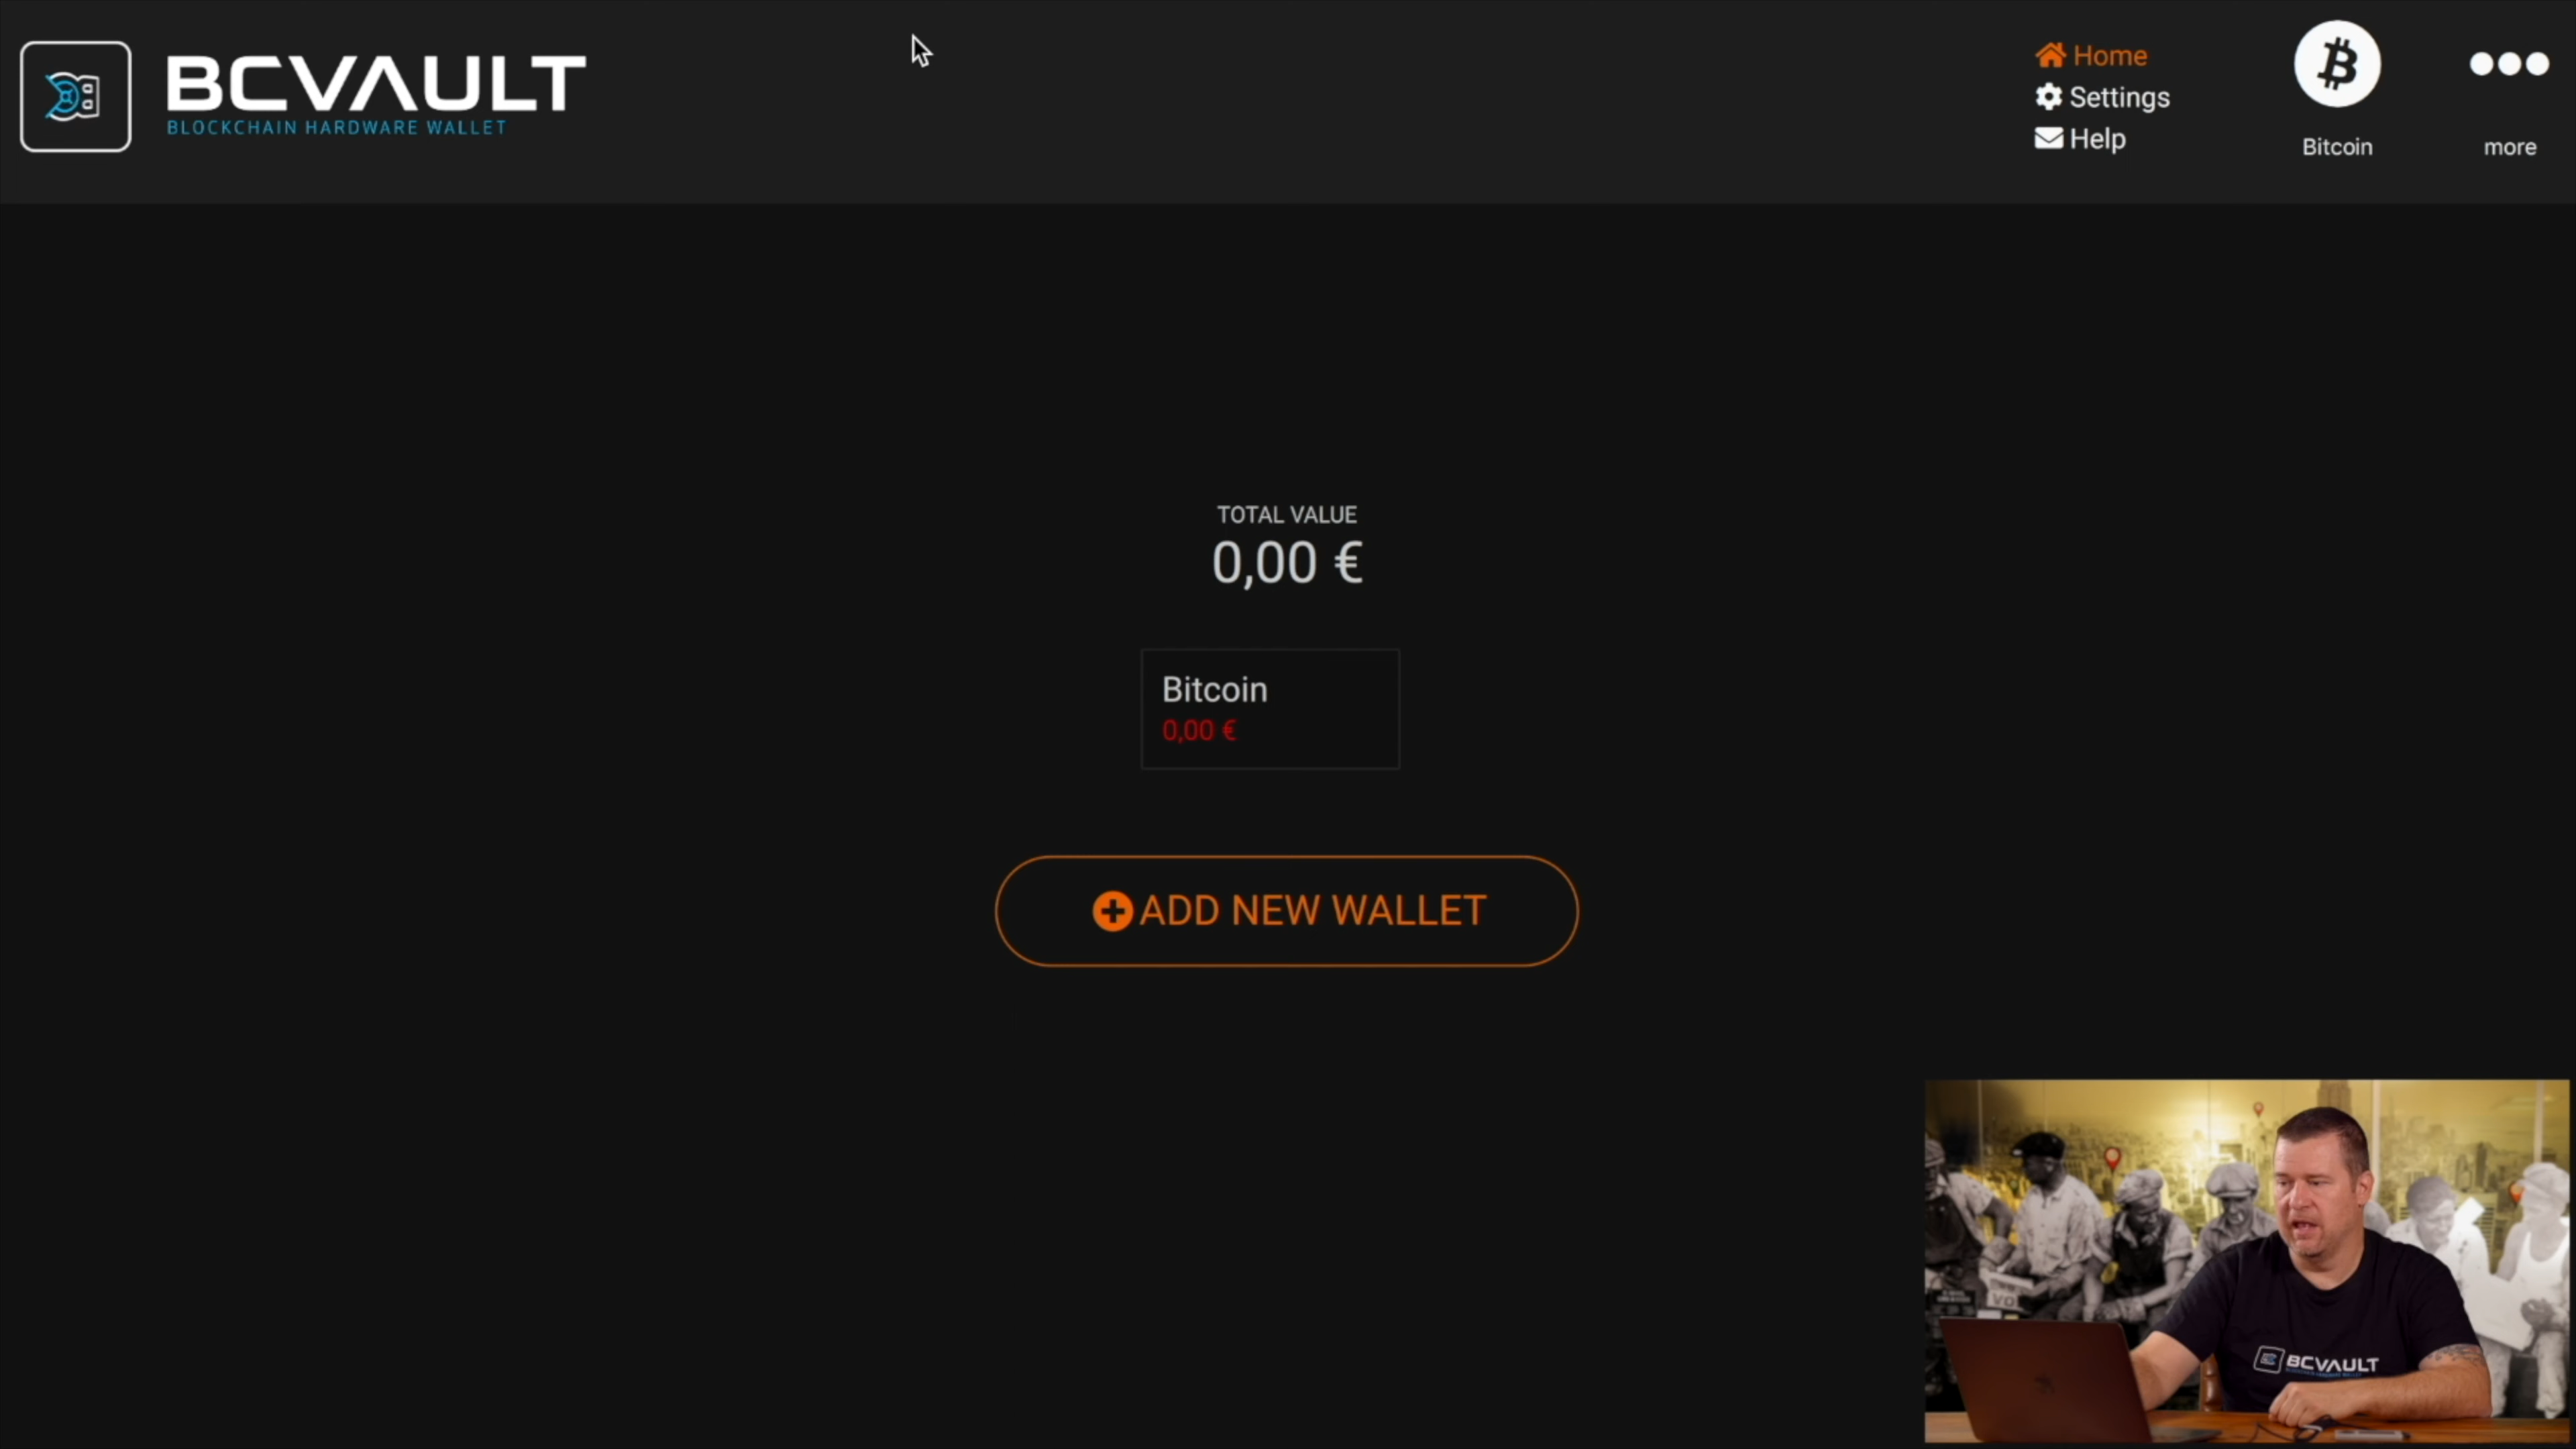 BCVAULT
BLOCKCHAIN HARDWARE WALLET
Home
Settings
Help
Bitcoin
more
TOTAL VALUE
0,00 €
Bitcoin
0,00 €
ADD NEW WALLET
VO
BCVAULT